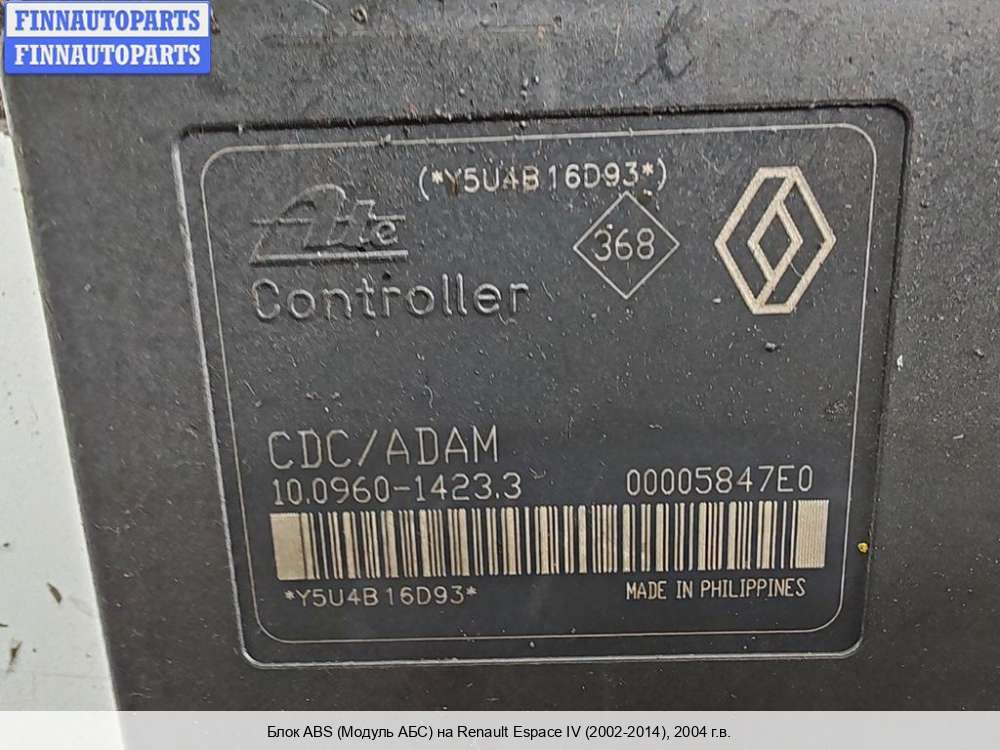 FINNAUTOPARTS
FINNAUTOPARTS
(*Y5U4B16D93*)
Ate
368
Controller
CDC/ADAM
10.0960-1423.3 00005847E0
*Y5U4B16D93* MADE IN PHILIPPINES
Блок ABS (Модуль АБС) на Renault Espace IV (2002-2014), 2004 г.в.